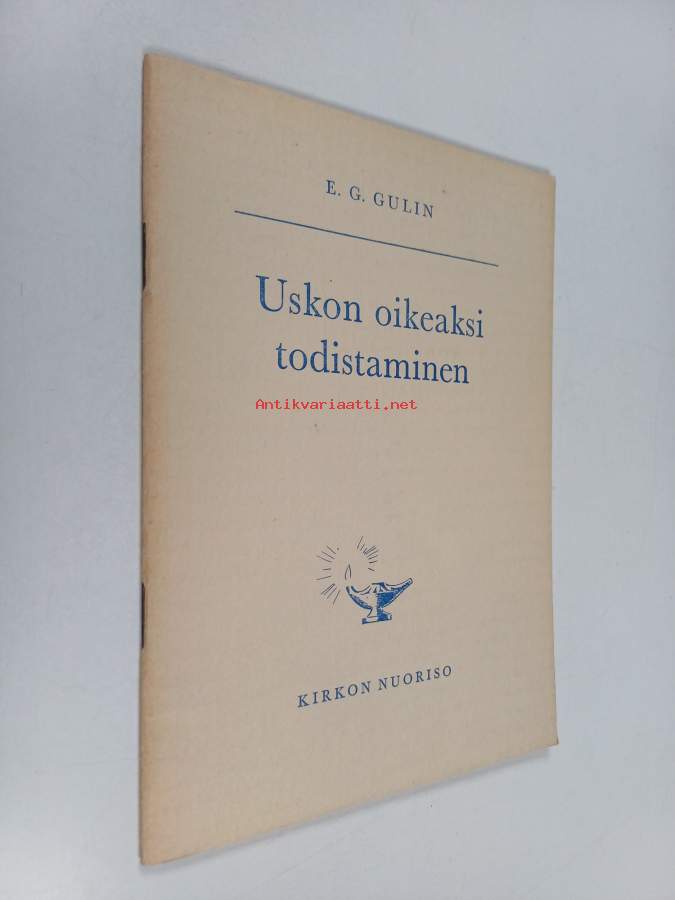 E. G. GULIN
Uskon oikeaksi
todistaminen
Antikvariaatti.net
KIRKON NUORISO